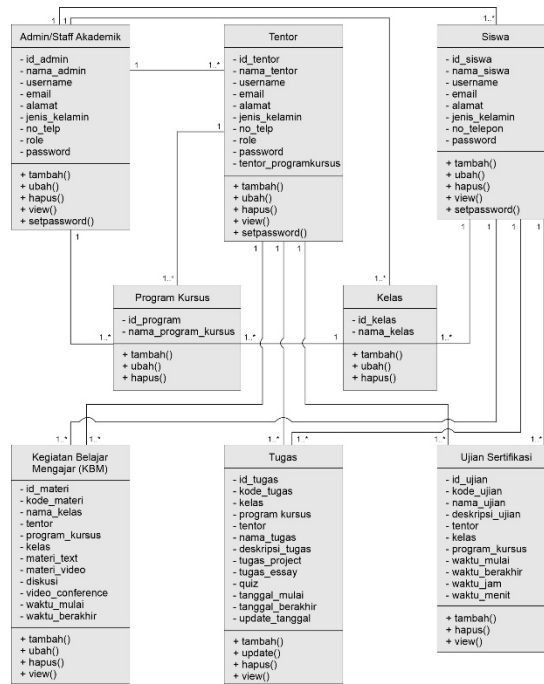 1
1
1..*
Admin/Staff Akademik
- id_admin
- nama_admin
- username
- email
- alamat
- jenis_kelamin
- no_telp
- role
- password
+ tambah()
+ ubah()
+ hapus()
+ view()
+ setpassword()
1
1..*
Tentor
- id_tentor
- nama_tentor
- username
- email
- alamat
- jenis_kelamin
- no_telp
- role
- password
- tentor_programkursus
+ tambah()
+ ubah()
+ hapus()
+ view()
+ setpassword()
Siswa
- id_siswa
- nama_siswa
- username
- email
- alamat
- jenis_kelamin
- no_telepon
- password
+ tambah()
+ ubah()
+ hapus()
+ view()
+ setpassword()
1
1
1
1
1
1
1
1
1
1..*
1..*
Program Kursus
- id_program
- nama_program_kursus
+ tambah()
+ ubah()
+ hapus()
1..*
1..*
1
Kelas
- id_kelas
- nama_kelas
+ tambah()
+ ubah()
+ hapus()
1..*
1..*
1..*
1..*
1..*
1..*
1..*
Kegiatan Belajar
Mengajar (KBM)
- id_materi
- kode_materi
- nama_kelas
- tentor
- program_kursus
- kelas
- materi_text
- materi_video
- diskusi
- video_conference
- waktu_mulai
- waktu_berakhir
+ tambah()
+ ubah()
+ hapus()
+ view()
Tugas
- id_tugas
- kode_tugas
- kelas
- program kursus
- tentor
- nama_tugas
- deskripsi_tugas
- tugas_project
- tugas_essay
- quiz
- tanggal_mulai
- tanggal_berakhir
- update_tanggal
+ tambah()
+ update()
+ hapus()
+ view()
Ujian Sertifikasi
- id_ujian
- kode_ujian
- nama_ujian
- deskripsi_ujian
- tentor
- kelas
- program_kursus
- waktu_mulai
- waktu_berakhir
- waktu_jam
- waktu_menit
+ tambah()
+ hapus()
+ view()